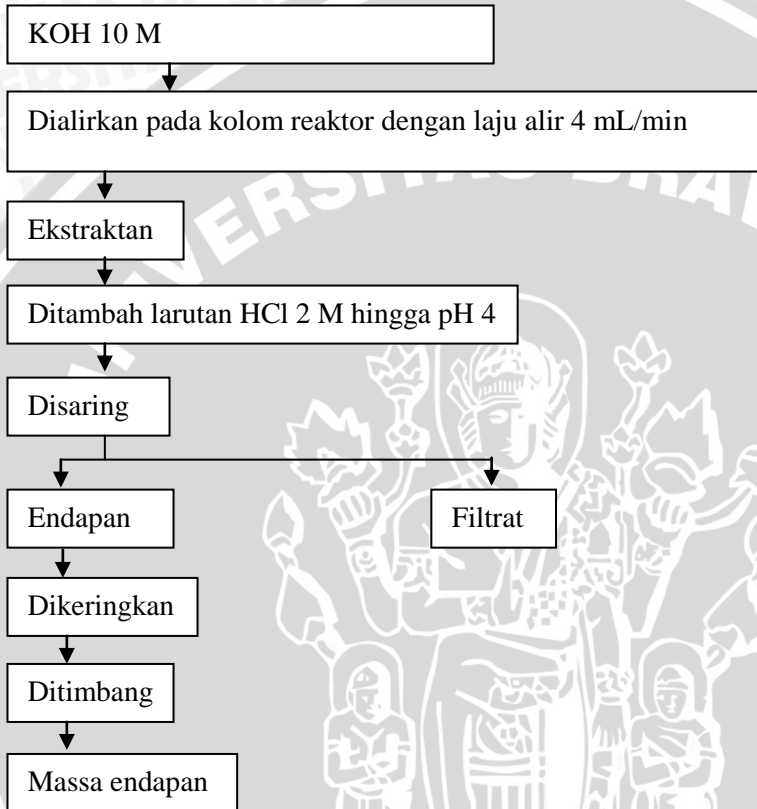 KOH 10 M
Dialirkan pada kolom reaktor dengan laju alir 4 mL/min
Ekstraktan
Ditambah larutan HCl 2 M hingga pH 4
Disaring
Endapan
Filtrat
Dikeringkan
Ditimbang
Massa endapan